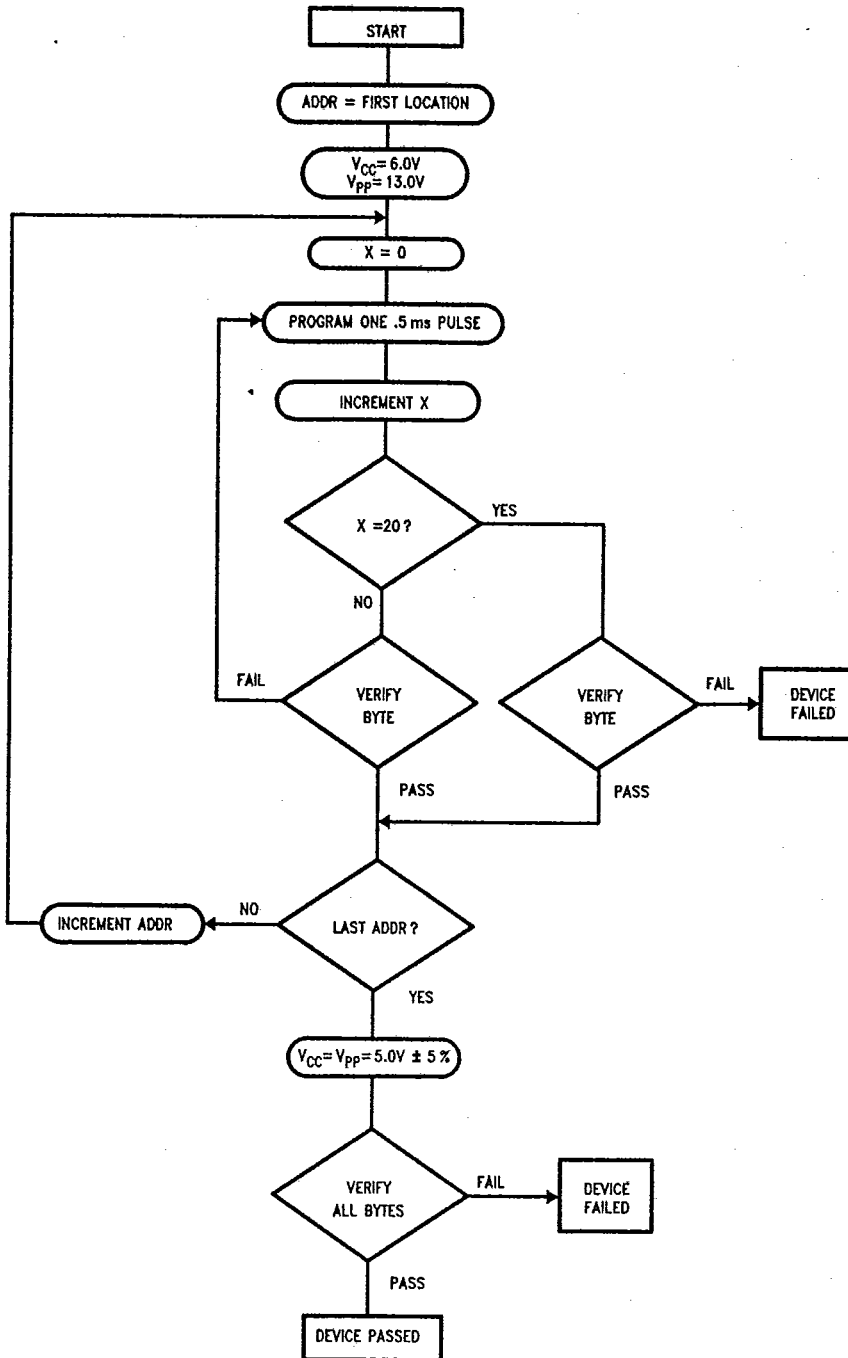 START
ADDR = FIRST LOCATION
VCC= 6.0V
VPP= 13.0V
X = 0
PROGRAM ONE .5 ms PULSE
INCREMENT X
X =20 ?
YES
NO
FAIL
VERIFY
BYTE
VERIFY
BYTE
FAIL
DEVICE
FAILED
PASS
PASS
INCREMENT ADDR
NO
LAST ADDR ?
YES
VCC= VPP= 5.0V ± 5 %
VERIFY
ALL BYTES
FAIL
DEVICE
FAILED
PASS
DEVICE PASSED